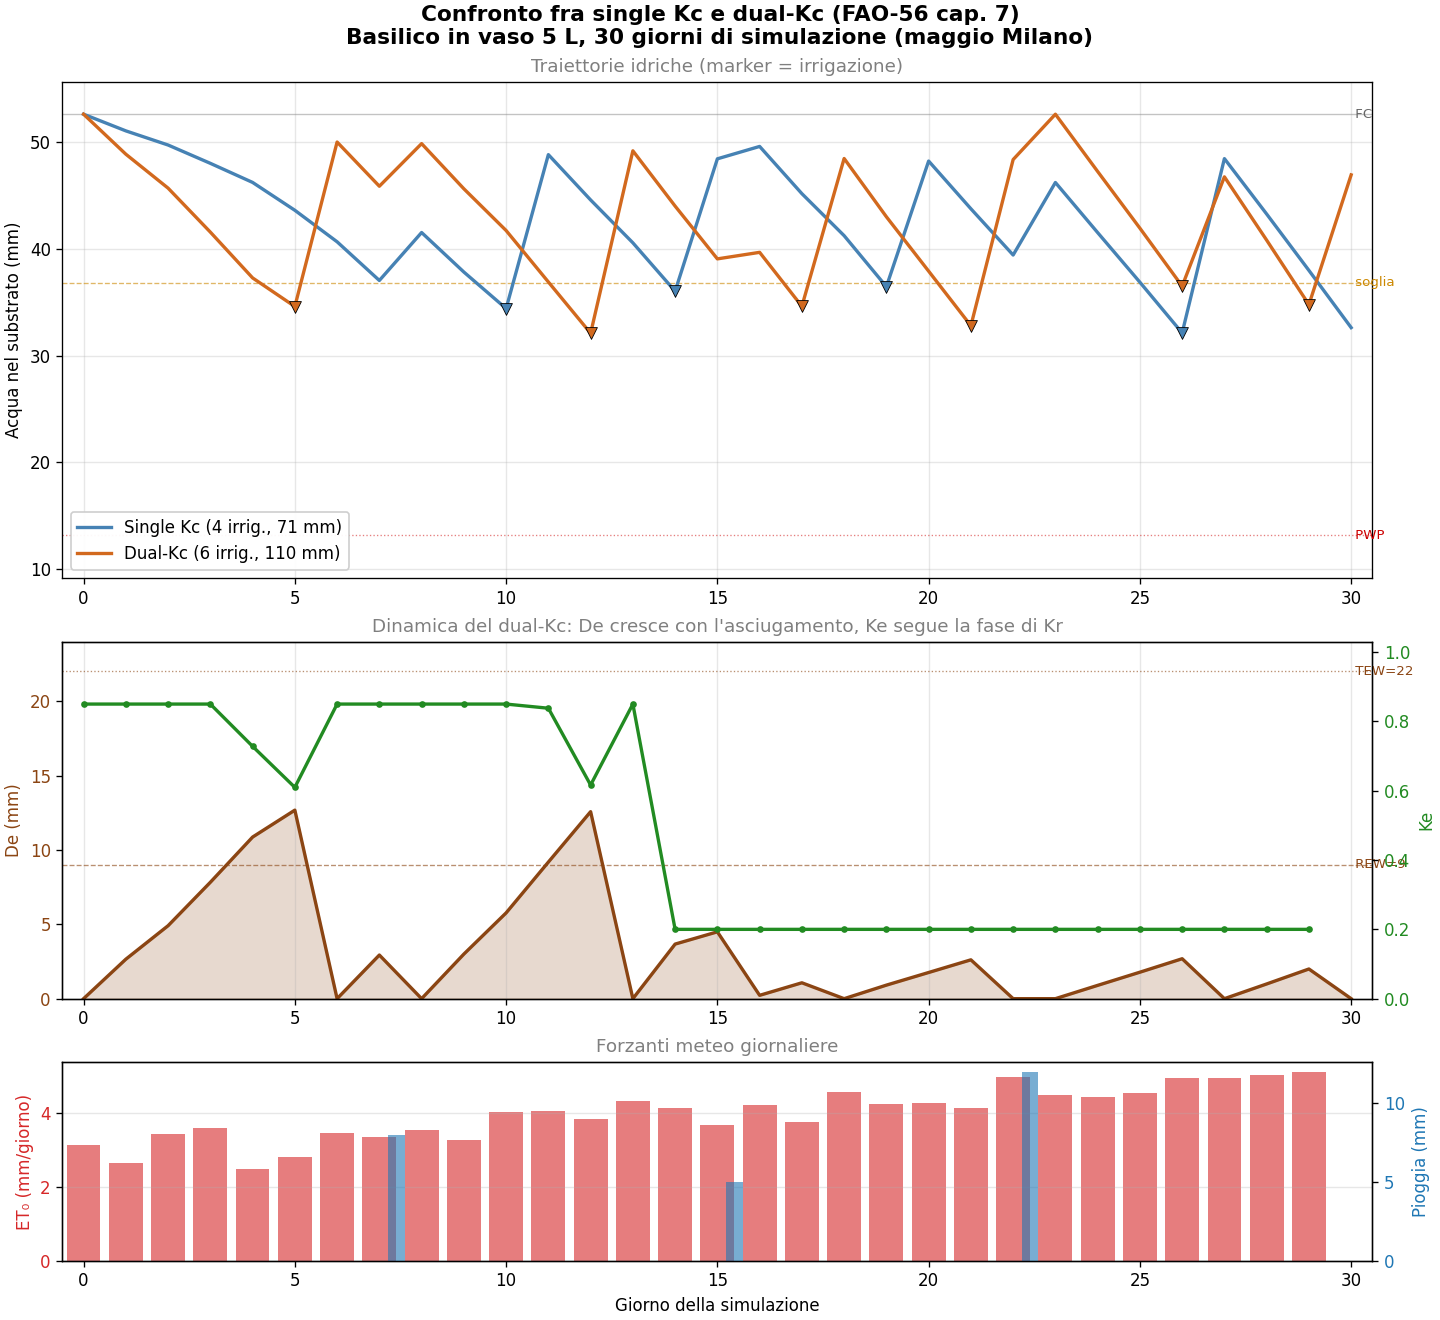 Confronto fra single Kc e dual-Kc (FAO-56 cap. 7)
Basilico in vaso 5 L, 30 giorni di simulazione (maggio Milano)
Traiettorie idriche (marker = irrigazione)
Acqua nel substrato (mm)
50
40
30
20
10
FC
soglia
PWP
Single Kc (4 irrig., 71 mm)
Dual-Kc (6 irrig., 110 mm)
0 5 10 15 20 25 30
Dinamica del dual-Kc: De cresce con l'asciugamento, Ke segue la fase di Kr
De (mm)
20
15
10
5
0
TEW=22
REW=9
1.0
0.8
0.6
0.4
0.2
0.0
Ke
0 5 10 15 20 25 30
Forzanti meteo giornaliere
ET₀ (mm/giorno)
4
2
0
10
5
0
Pioggia (mm)
0 5 10 15 20 25 30
Giorno della simulazione